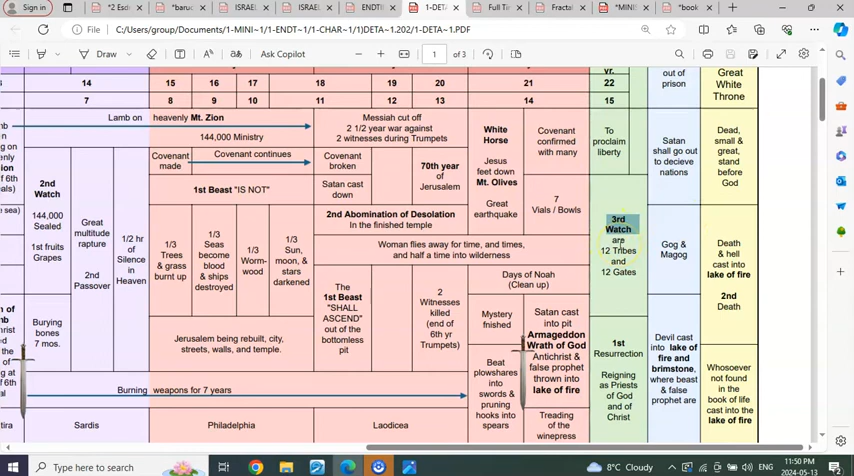 Sign in
*2 Esd
*baruc
ISRAEL
ISRAEL
ENDTI
1-DETA
Full Tim
Fractal
*MINIS
*book
File
C:/Users/group/Documents/1-MINI~1/1-ENDT~1/1-CHAR~1/1)DETA~1.202/1-DETA~1.PDF
Draw
Ask Copilot
1 of 3
yr.
out of
prison
Great
White
Throne
14 15 16 17 18 19 20 21 22
7 8 9 10 11 12 13 14 15
Lamb on heavenly Mt. Zion
144,000 Ministry
Messiah cut off
2 1/2 year war against
2 witnesses during Trumpets
White
Horse
Jesus
feet down
Mt. Olives
Great
earthquake
Covenant
confirmed
with many
To
proclaim
liberty
Satan
shall go out
to decieve
nations
Dead,
small &
great,
stand
before
God
2nd
Watch
144,000
Sealed
1st fruits
Grapes
Great
multitude
rapture
2nd
Passover
1/2 hr
of
Silence
in
Heaven
Covenant
made
Covenant continues
Covenant
broken
Satan cast
down
70th year
of
Jerusalem
1st Beast "IS NOT"
7
Vials / Bowls
3rd
Watch
are
12 Tribes
and
12 Gates
2nd Abomination of Desolation
In the finished temple
1/3
Trees
& grass
burnt up
1/3
Seas
become
blood
& ships
destroyed
1/3
Worm-
wood
1/3
Sun,
moon, &
stars
darkened
Woman flies away for time, and times,
and half a time into wilderness
Gog &
Magog
Death
& hell
cast into
lake of fire
2nd
Death
Days of Noah
(Clean up)
The
1st Beast
"SHALL
ASCEND"
out of the
bottomless
pit
2
Witnesses
killed
(end of
6th yr
Trumpets)
Burying
bones
7 mos.
Mystery
fnished
Satan cast
into pit
Armageddon
Wrath of God
Antichrist &
false prophet
thrown into
lake of fire
Jerusalem being rebuilt, city,
streets, walls, and temple.
1st
Resurrection
Reigning
as Priests
of God
and of
Christ
Devil cast
into lake of
fire and
brimstone,
where beast &
false prophet
are
Beat
plowshares
into
swords &
pruning
hooks into
spears
Whosoever
not found
in the
book of
life cast
into the
lake of fire
Burning weapons for 7 years
Treading of
the
winepress
Sardis
Philadelphia
Laodicea
Type here to search
8°C Cloudy
11:50 PM
2024-05-13